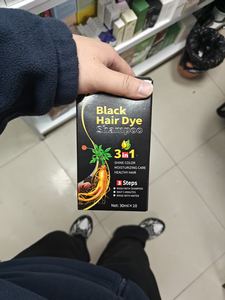 Black
Hair Dye
Shampoo
3 in 1
SHINE COLOR
MOISTURIZING CARE
HEALTHY HAIR
3 Steps
Net: 30ml×10